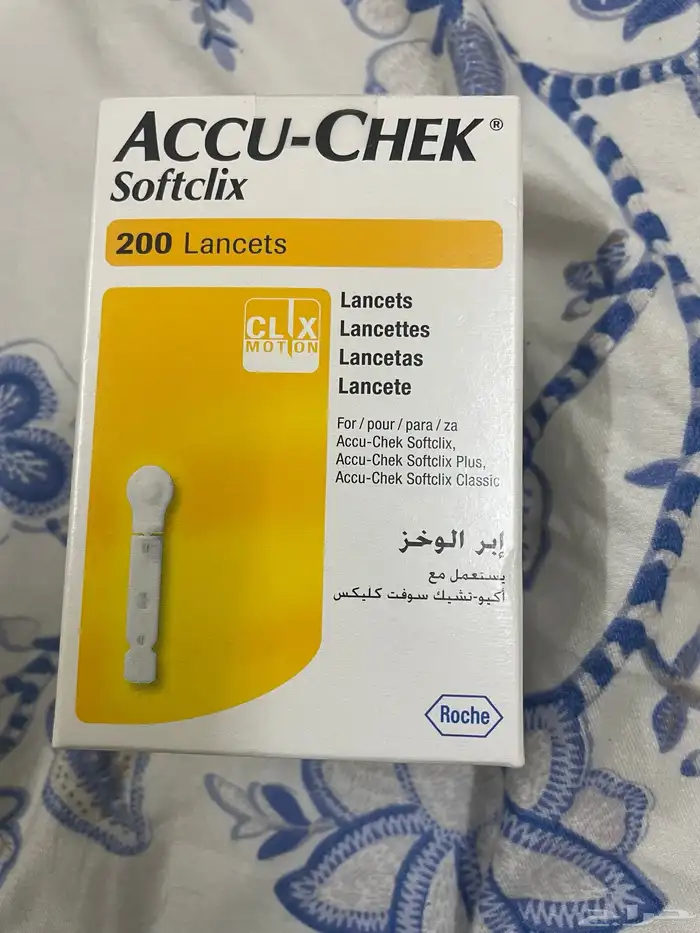 ACCU-CHEK®
Softclix
200 Lancets
CLIX
MOTION
Lancets
Lancettes
Lancetas
Lancete
For / pour / para / za
Accu-Chek Softclix,
Accu-Chek Softclix Plus,
Accu-Chek Softclix Classic
إبر الوخز
يستعمل مع
أكيو-تشيك سوفت كليكس
Roche
حراج